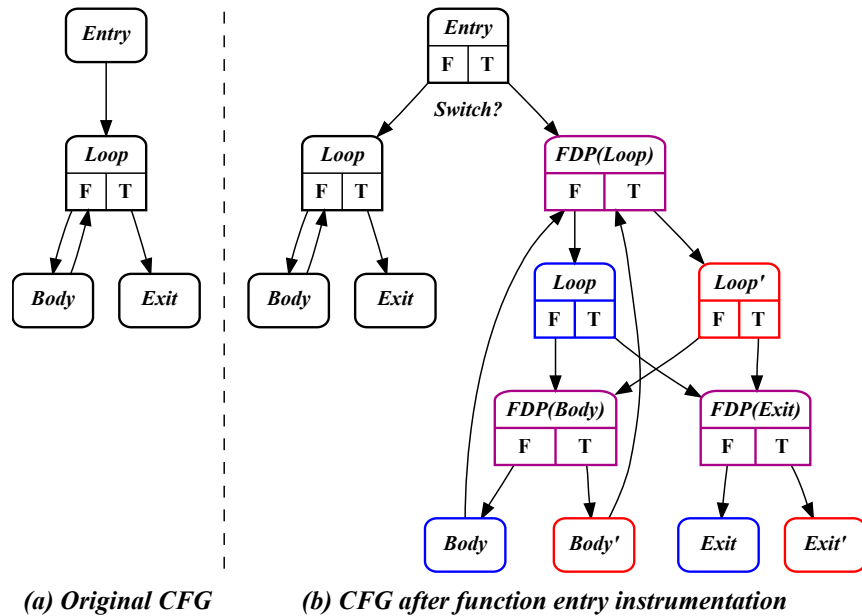 Entry
Loop
F T
Body Exit
(a) Original CFG
Entry
F T
Switch?
Loop
F T
Body Exit
FDP(Loop)
F T
Loop
F T
Loop'
F T
FDP(Body)
F T
FDP(Exit)
F T
Body
Body'
Exit
Exit'
(b) CFG after function entry instrumentation